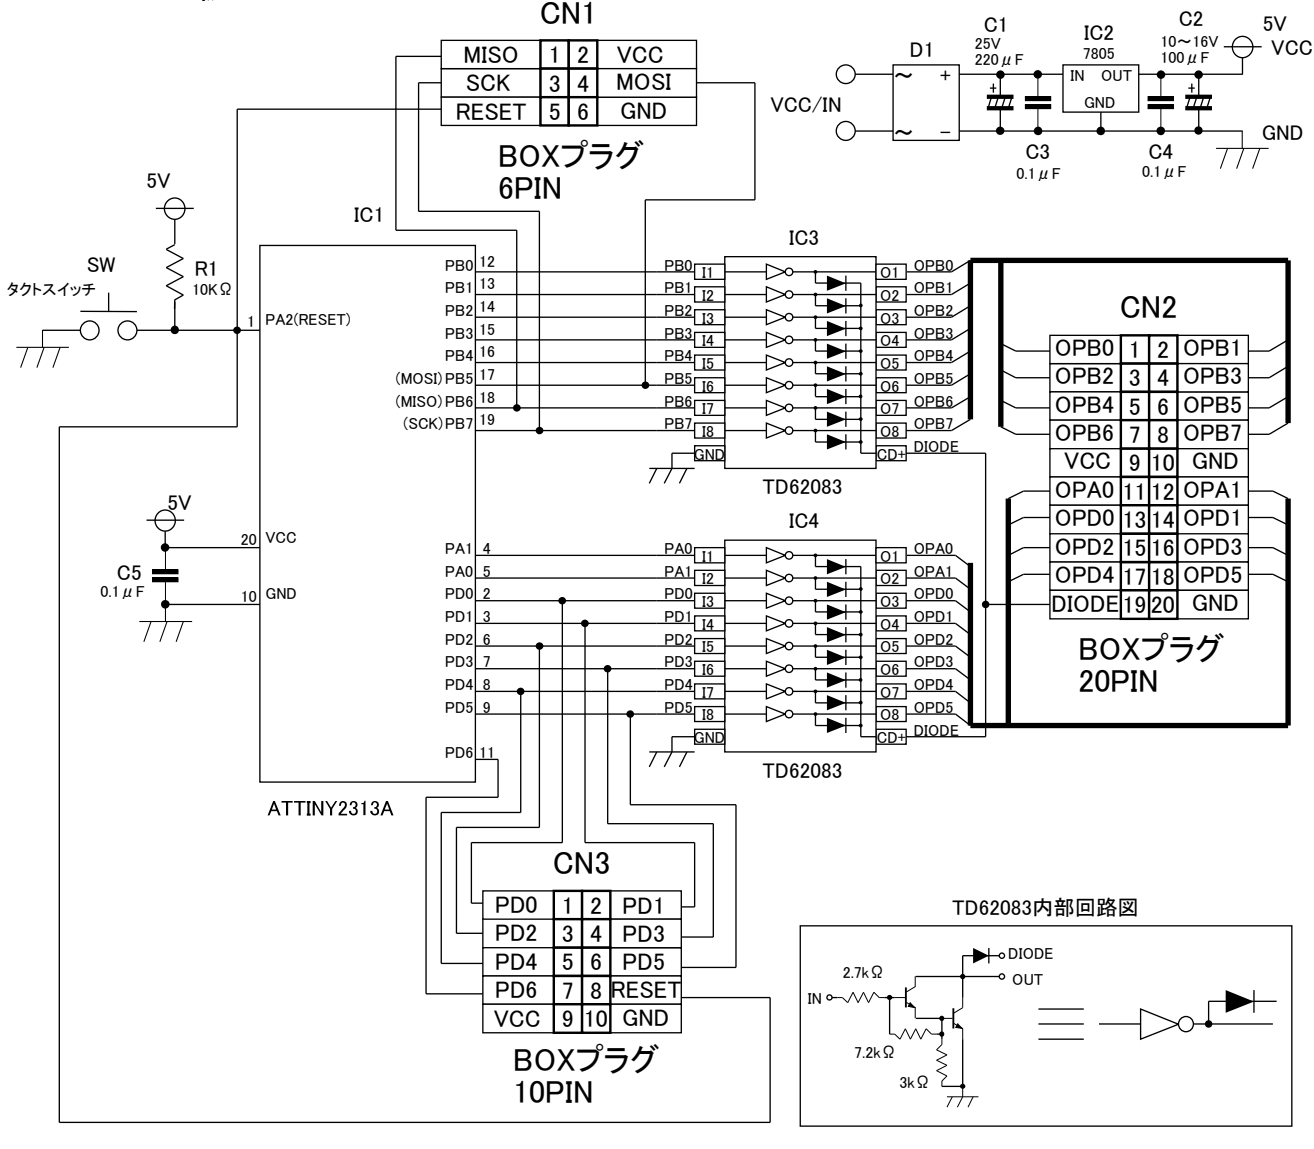 CN1
MISO 1 2 VCC
SCK 3 4 MOSI
RESET 5 6 GND
BOXプラグ
6PIN
D1
VCC/IN
~ +
~ −
C1
25V
220μF
+
C3
0.1μF
IC2
7805
IN OUT
GND
C2
10~16V
100μF
+
C4
0.1μF
5V
VCC
GND
5V
R1
10KΩ
SW
タクトスイッチ
IC1
1 PA2(RESET)
PB0 12
PB1 13
PB2 14
PB3 15
PB4 16
(MOSI)PB5 17
(MISO)PB6 18
(SCK)PB7 19
5V
20 VCC
C5
0.1μF
10 GND
PA1 4
PA0 5
PD0 2
PD1 3
PD2 6
PD3 7
PD4 8
PD5 9
PD6 11
ATTINY2313A
IC3
PB0 I1 O1 OPB0
PB1 I2 O2 OPB1
PB2 I3 O3 OPB2
PB3 I4 O4 OPB3
PB4 I5 O5 OPB4
PB5 I6 O6 OPB5
PB6 I7 O7 OPB6
PB7 I8 O8 OPB7
GND CD+ DIODE
TD62083
IC4
PA0 I1 O1 OPA0
PA1 I2 O2 OPA1
PD0 I3 O3 OPD0
PD1 I4 O4 OPD1
PD2 I5 O5 OPD2
PD3 I6 O6 OPD3
PD4 I7 O7 OPD4
PD5 I8 O8 OPD5
GND CD+ DIODE
TD62083
CN2
OPB0 1 2 OPB1
OPB2 3 4 OPB3
OPB4 5 6 OPB5
OPB6 7 8 OPB7
VCC 9 10 GND
OPA0 11 12 OPA1
OPD0 13 14 OPD1
OPD2 15 16 OPD3
OPD4 17 18 OPD5
DIODE 19 20 GND
BOXプラグ
20PIN
CN3
PD0 1 2 PD1
PD2 3 4 PD3
PD4 5 6 PD5
PD6 7 8 RESET
VCC 9 10 GND
BOXプラグ
10PIN
TD62083内部回路図
DIODE
OUT
2.7kΩ
IN
7.2kΩ
3kΩ